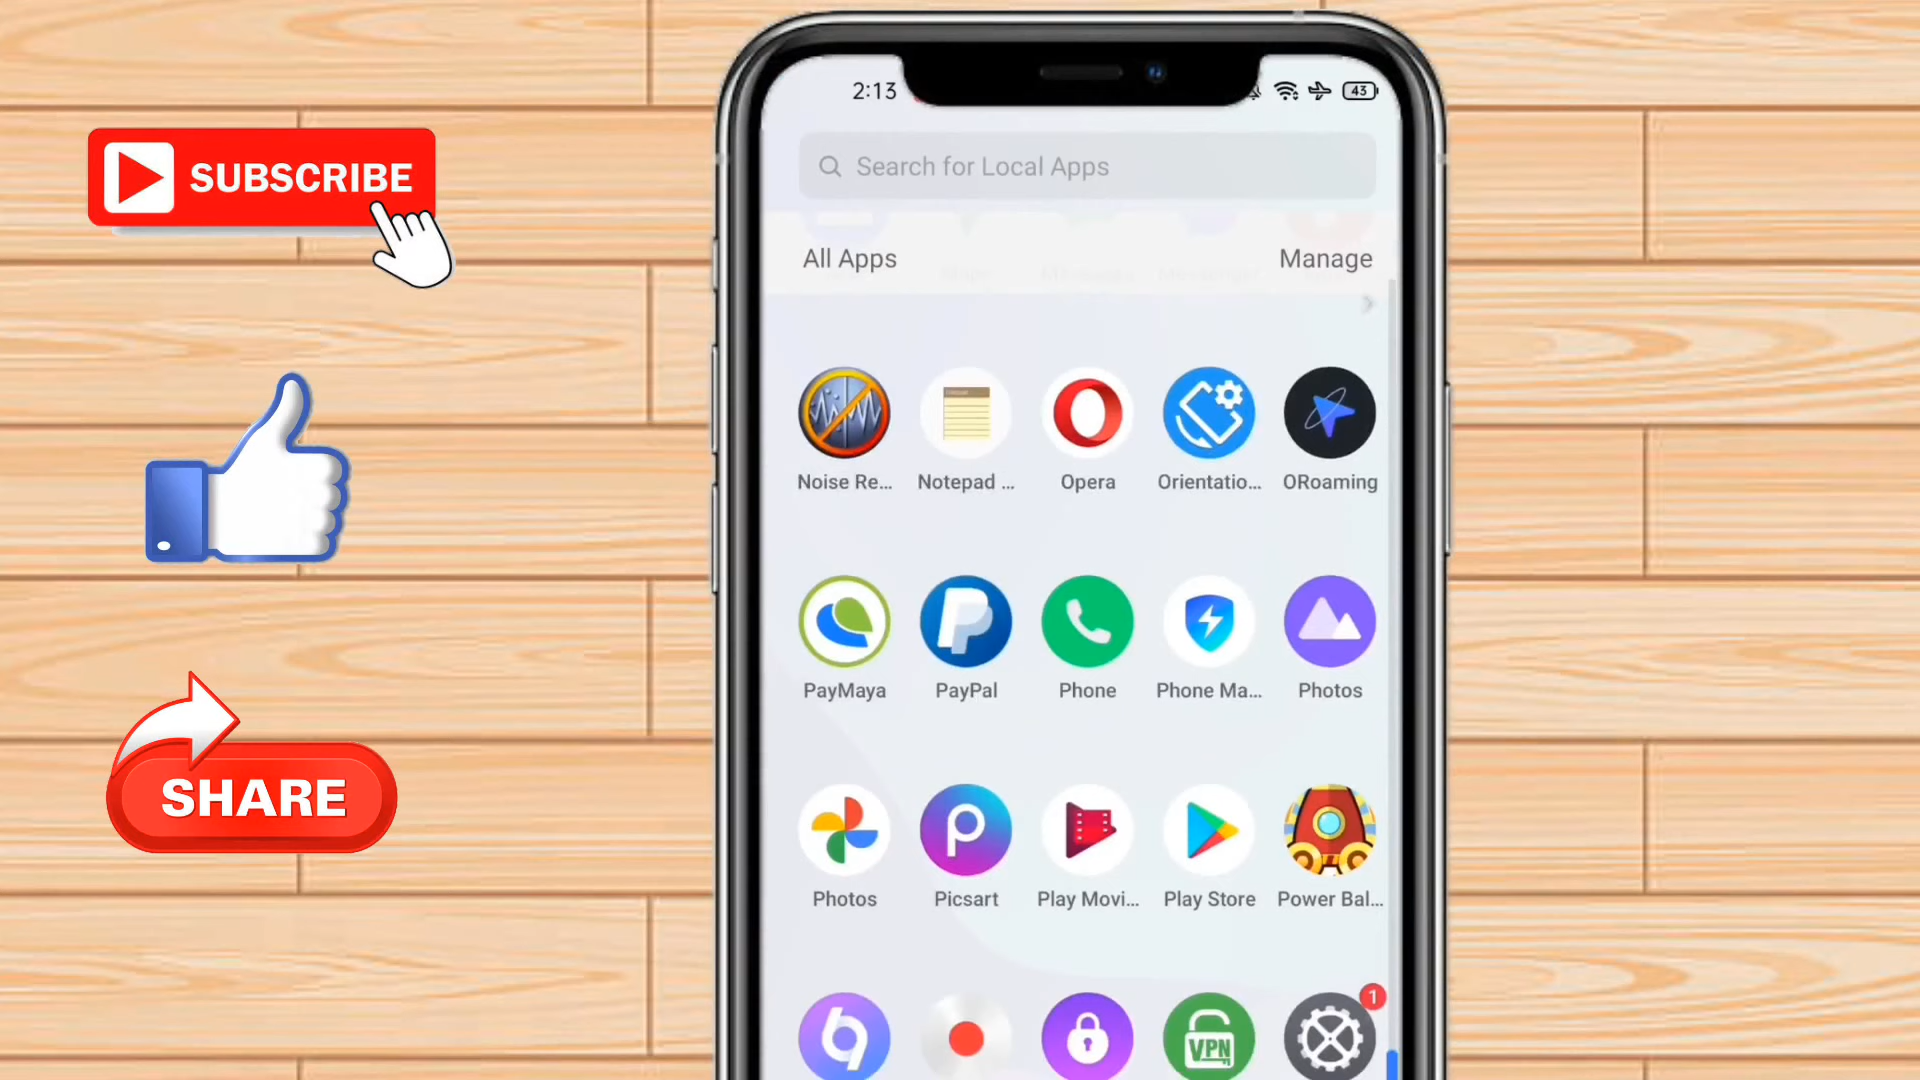 SUBSCRIBE
SHARE
2:13
43
Search for Local Apps
All Apps
Manage
Noise Re...
Notepad ...
Opera
Orientatio...
ORoaming
PayMaya
PayPal
Phone
Phone Ma...
Photos
Photos
Picsart
Play Movi...
Play Store
Power Bal...
VPN
1